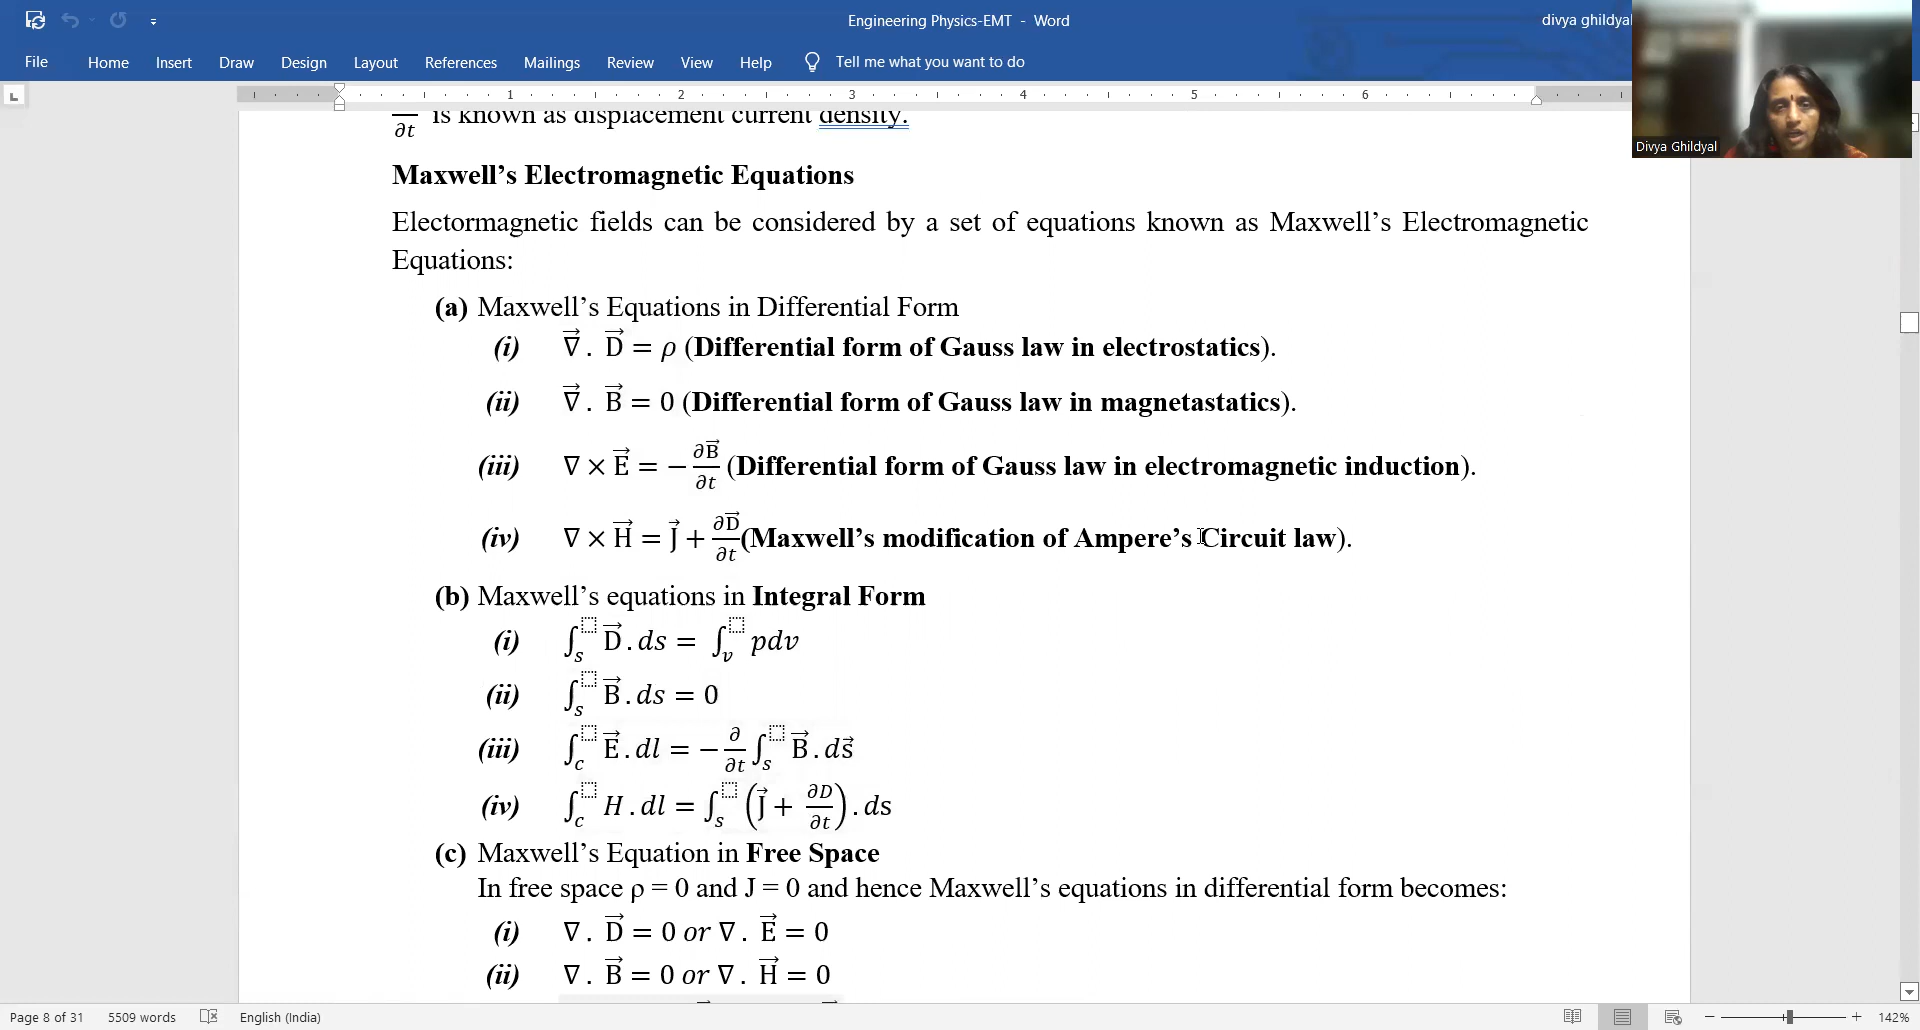 Engineering Physics-EMT - Word
divya ghildyal
File Home Insert Draw Design Layout References Mailings Review View Help Tell me what you want to do
Divya Ghildyal
L
1 2 3 4 5 6
∂t is known as displacement current density.
Maxwell’s Electromagnetic Equations
Electormagnetic fields can be considered by a set of equations known as Maxwell’s Electromagnetic
Equations:
(a) Maxwell’s Equations in Differential Form
(i) ∇⃗ . D⃗ = ρ (Differential form of Gauss law in electrostatics).
(ii) ∇⃗ . B⃗ = 0 (Differential form of Gauss law in magnetastatics).
(iii) ∇ × E⃗ = −∂B⃗/∂t (Differential form of Gauss law in electromagnetic induction).
(iv) ∇ × H⃗ = J⃗ + ∂D⃗/∂t(Maxwell’s modification of Ampere’s Circuit law).
(b) Maxwell’s equations in Integral Form
(i) ∫s D⃗ . ds = ∫v pdv
(ii) ∫s B⃗ . ds = 0
(iii) ∫c E⃗ . dl = −∂/∂t ∫s B⃗ . ds⃗
(iv) ∫c H . dl = ∫s (J⃗ + ∂D/∂t) . ds
(c) Maxwell’s Equation in Free Space
In free space ρ = 0 and J = 0 and hence Maxwell’s equations in differential form becomes:
(i) ∇ . D⃗ = 0 or ∇ . E⃗ = 0
(ii) ∇ . B⃗ = 0 or ∇ . H⃗ = 0
Page 8 of 31 5509 words English (India) 142%